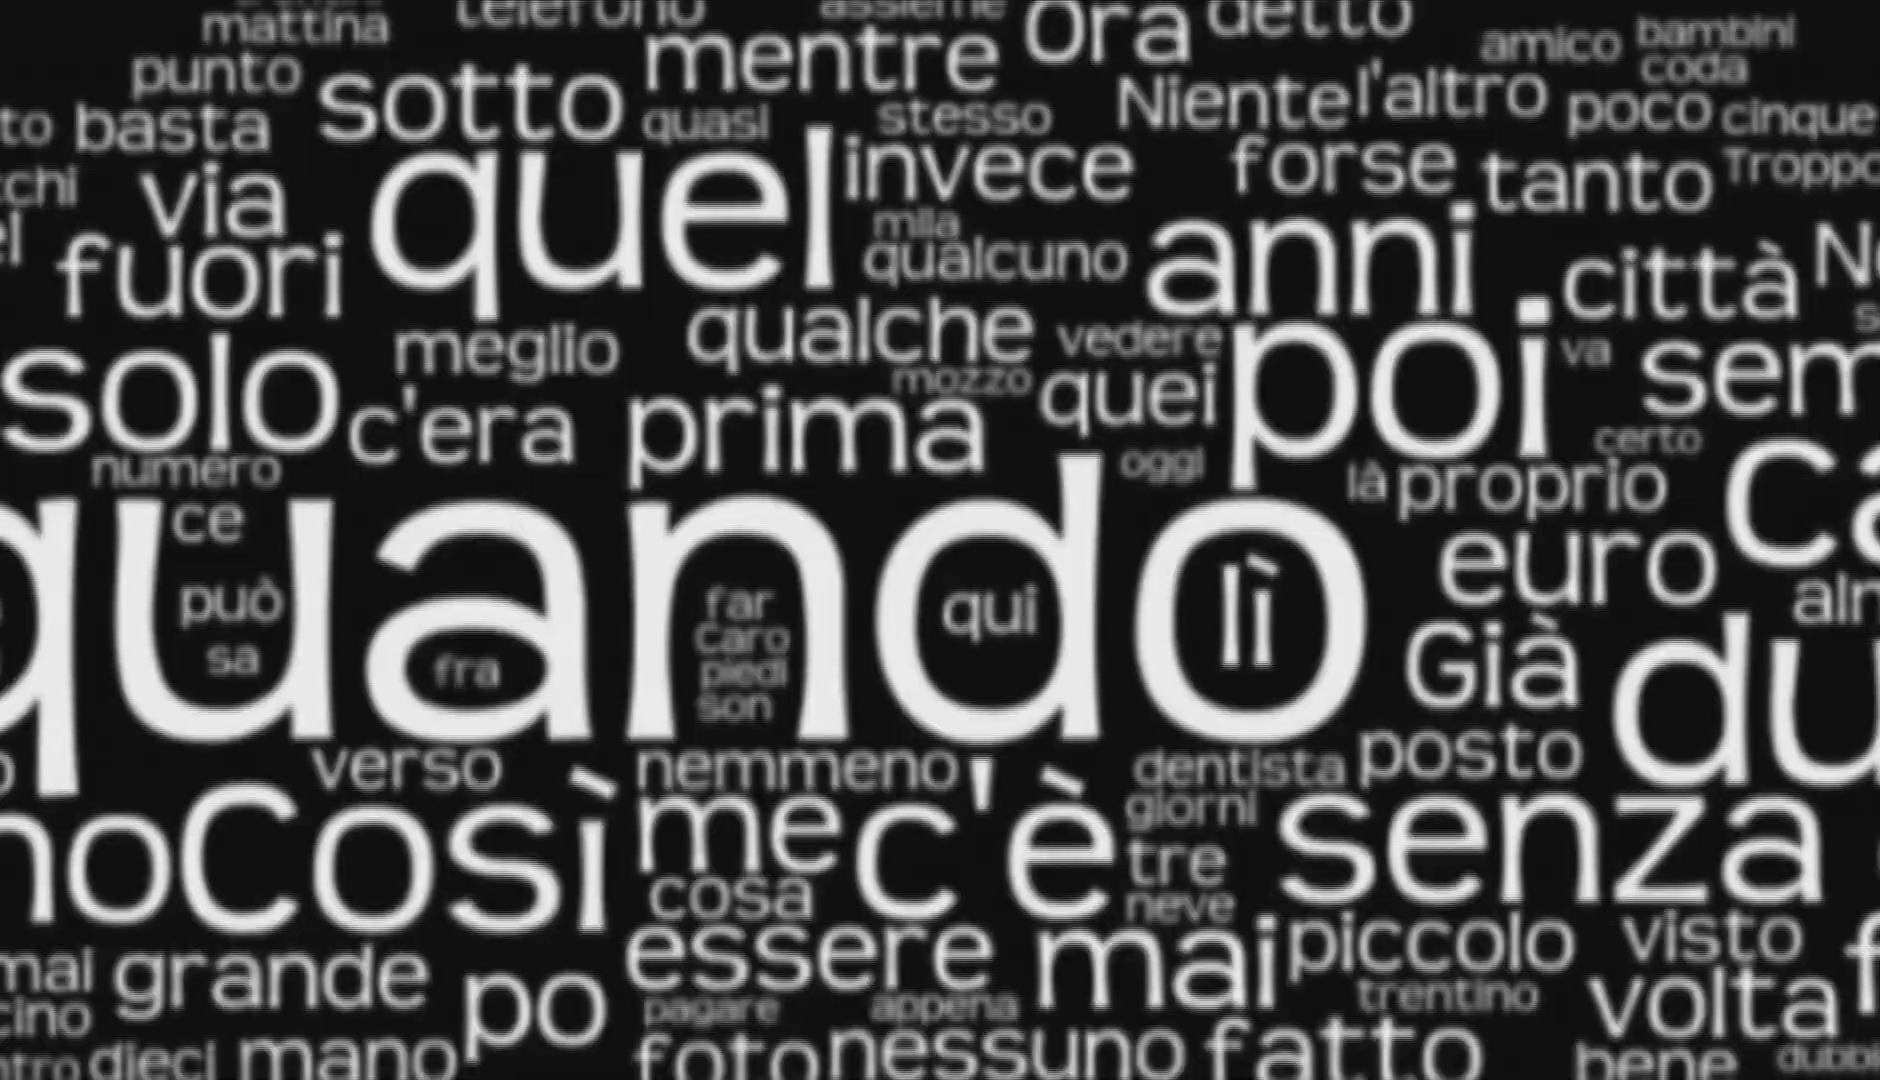 mattina telefono assieme ora detto amico bambini
punto mentre coda
basta sotto quasi stesso Niente l'altro poco cinque
via quel invece forse tanto Troppo
fuori mila qualcuno anni città
meglio qualche vedere poi va
solo c'era prima mozzo quei certo
numero oggi là proprio
quando
ce euro
può far qui lì
sa fra caro Già
piedi
son
verso nemmeno dentista posto
Così me c'è giorni senza
cosa tre
neve
grande essere mai piccolo visto
po pagare appena trentino volta
dieci mano foto nessuno fatto bene